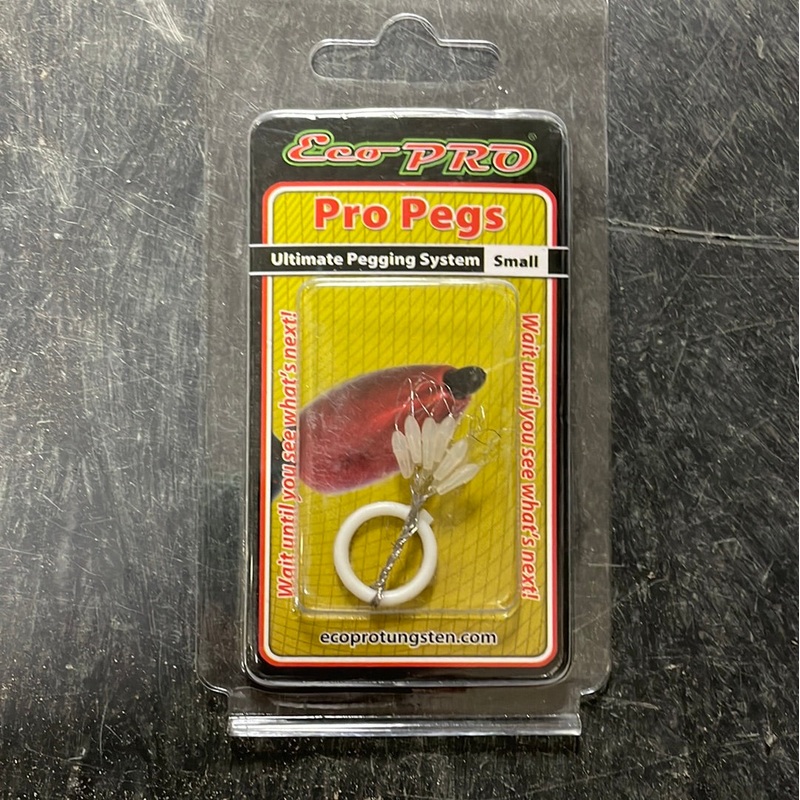 Eco PRO
Pro Pegs
Ultimate Pegging System Small
Wait until you see what's next!
Wait until you see what's next!
ecoprotungsten.com